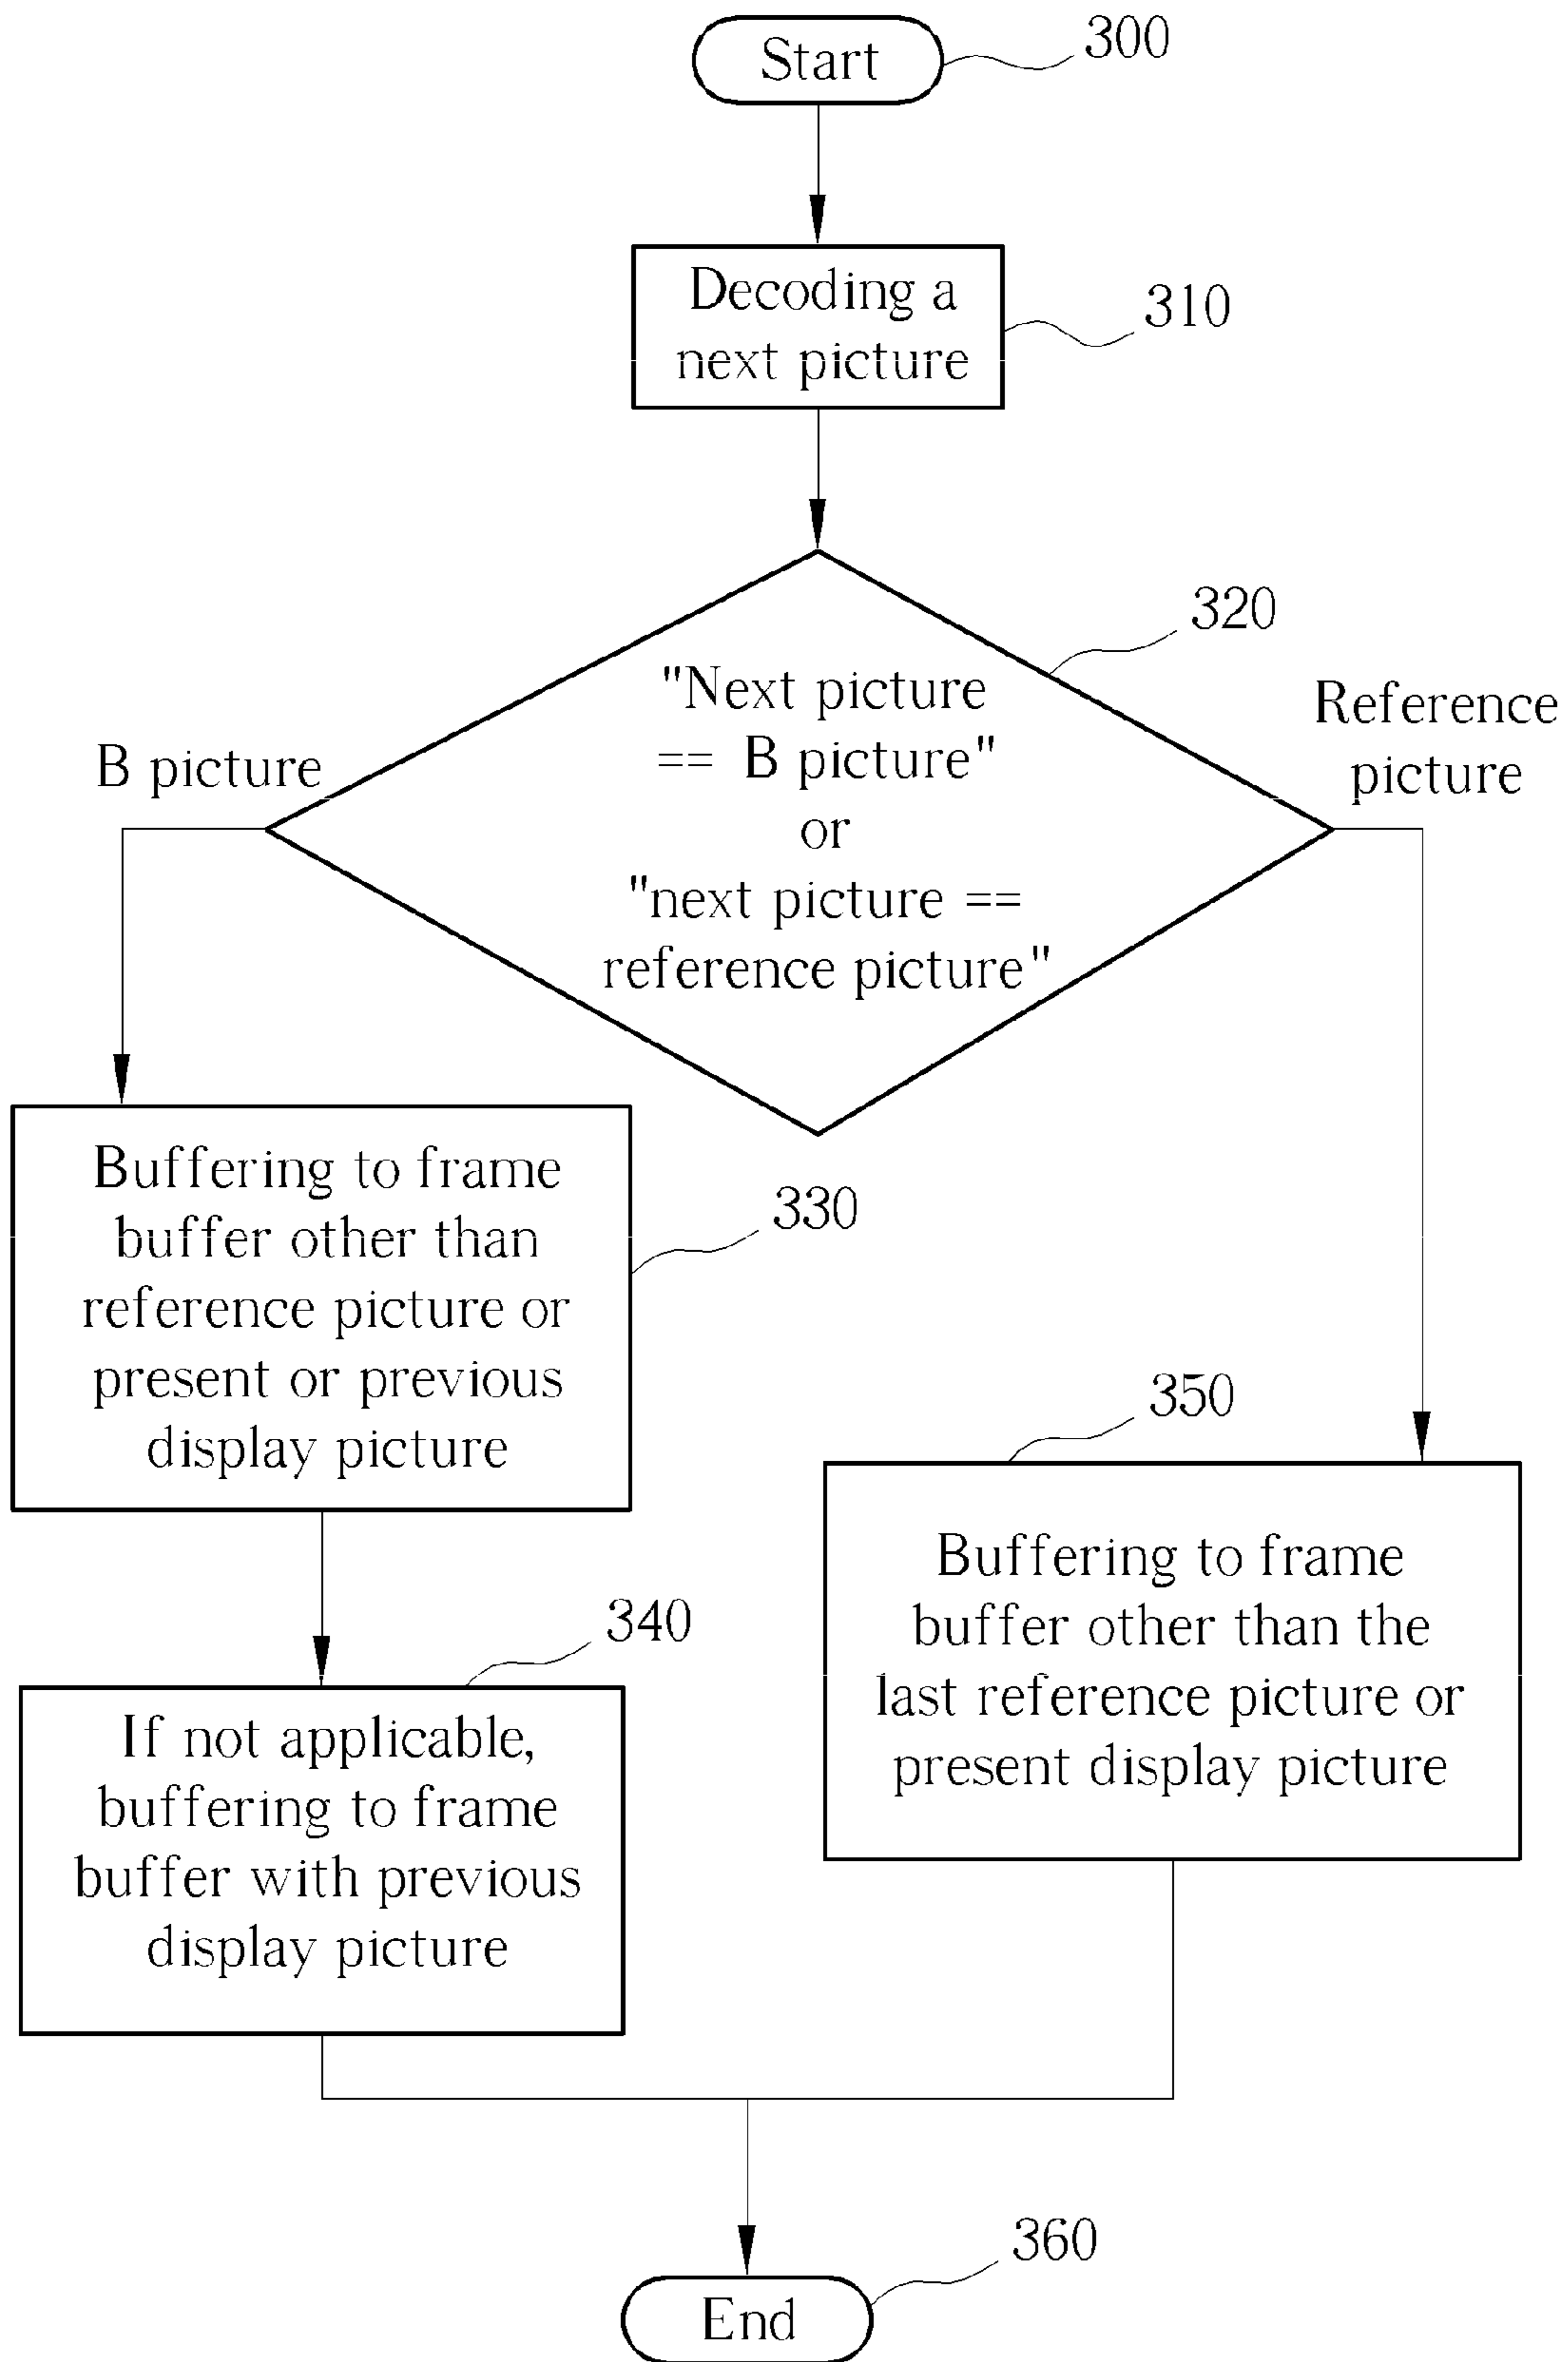 Start
300
Decoding a
next picture
310
320
"Next picture
== B picture"
or
"next picture ==
reference picture"
B picture
Reference
picture
Buffering to frame
buffer other than
reference picture or
present or previous
display picture
330
350
Buffering to frame
buffer other than the
last reference picture or
present display picture
340
If not applicable,
buffering to frame
buffer with previous
display picture
360
End